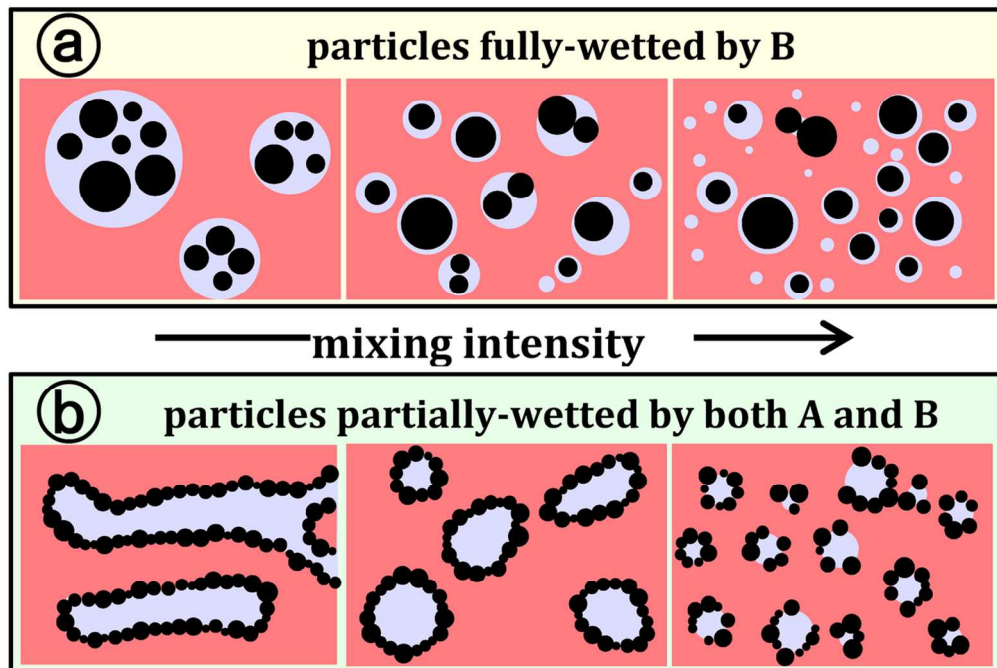 a
particles fully-wetted by B
mixing intensity
b
particles partially-wetted by both A and B